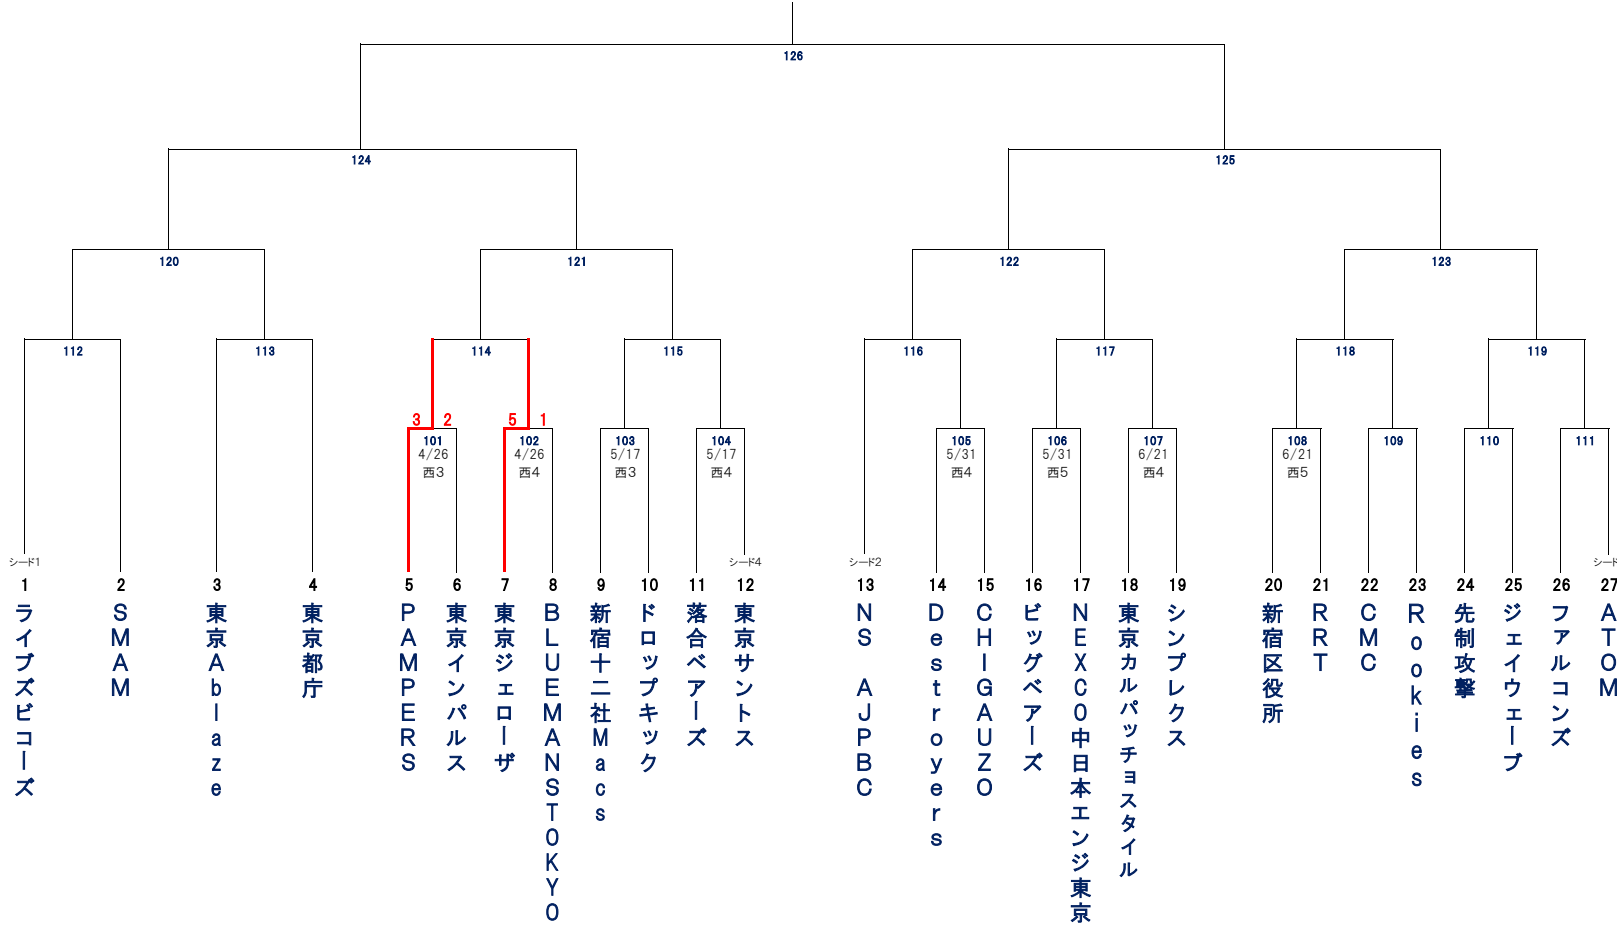 126
124
125
120
121
122
123
112
113
114
115
116
117
118
119
3 2
5 1
101
4/26
西3
102
4/26
西4
103
5/17
西3
104
5/17
西4
105
5/31
西4
106
5/31
西5
107
6/21
西4
108
6/21
西5
109
110
111
シード1
シード4
シード2
シード
1
ライブズビコーズ
2
SMAM
3
東京Ablaze
4
東京都庁
5
PAMPERS
6
東京インパルス
7
東京ジェローザ
8
BLUEMANSTOKYO
9
新宿十二社Macs
10
ドロップキック
11
落合ベアーズ
12
東京サントス
13
NS AJPBC
14
Destroyers
15
CHIGAUZO
16
ビッグベアーズ
17
NEXCO中日本エンジ東京
18
東京カルパッチョスタイル
19
シンプレクス
20
新宿区役所
21
RRT
22
CMC
23
Rookies
24
先制攻撃
25
ジェイウェーブ
26
ファルコンズ
27
ATOM